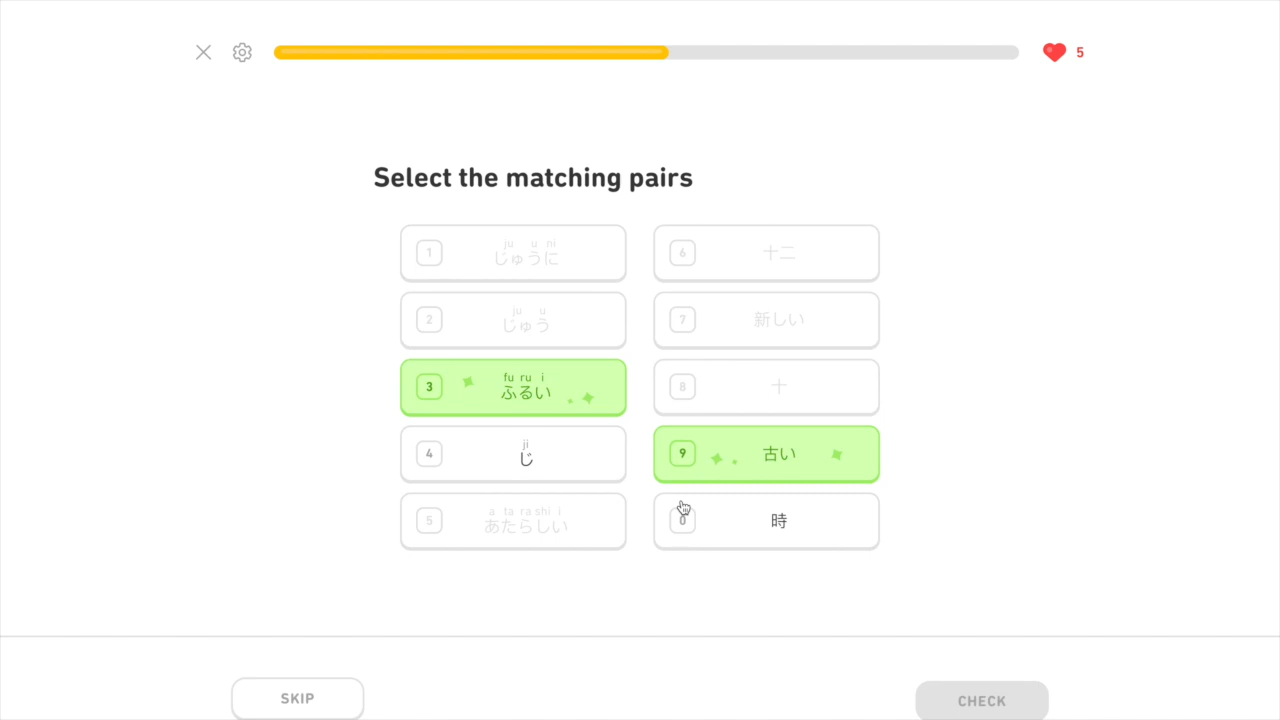 5
Select the matching pairs
1
ju u ni
じゅうに
6
十二
2
ju u
じゅう
7
新しい
3
fu ru i
ふるい
8
十
4
ji
じ
9
古い
5
a ta ra shi i
あたらしい
0
時
SKIP
CHECK